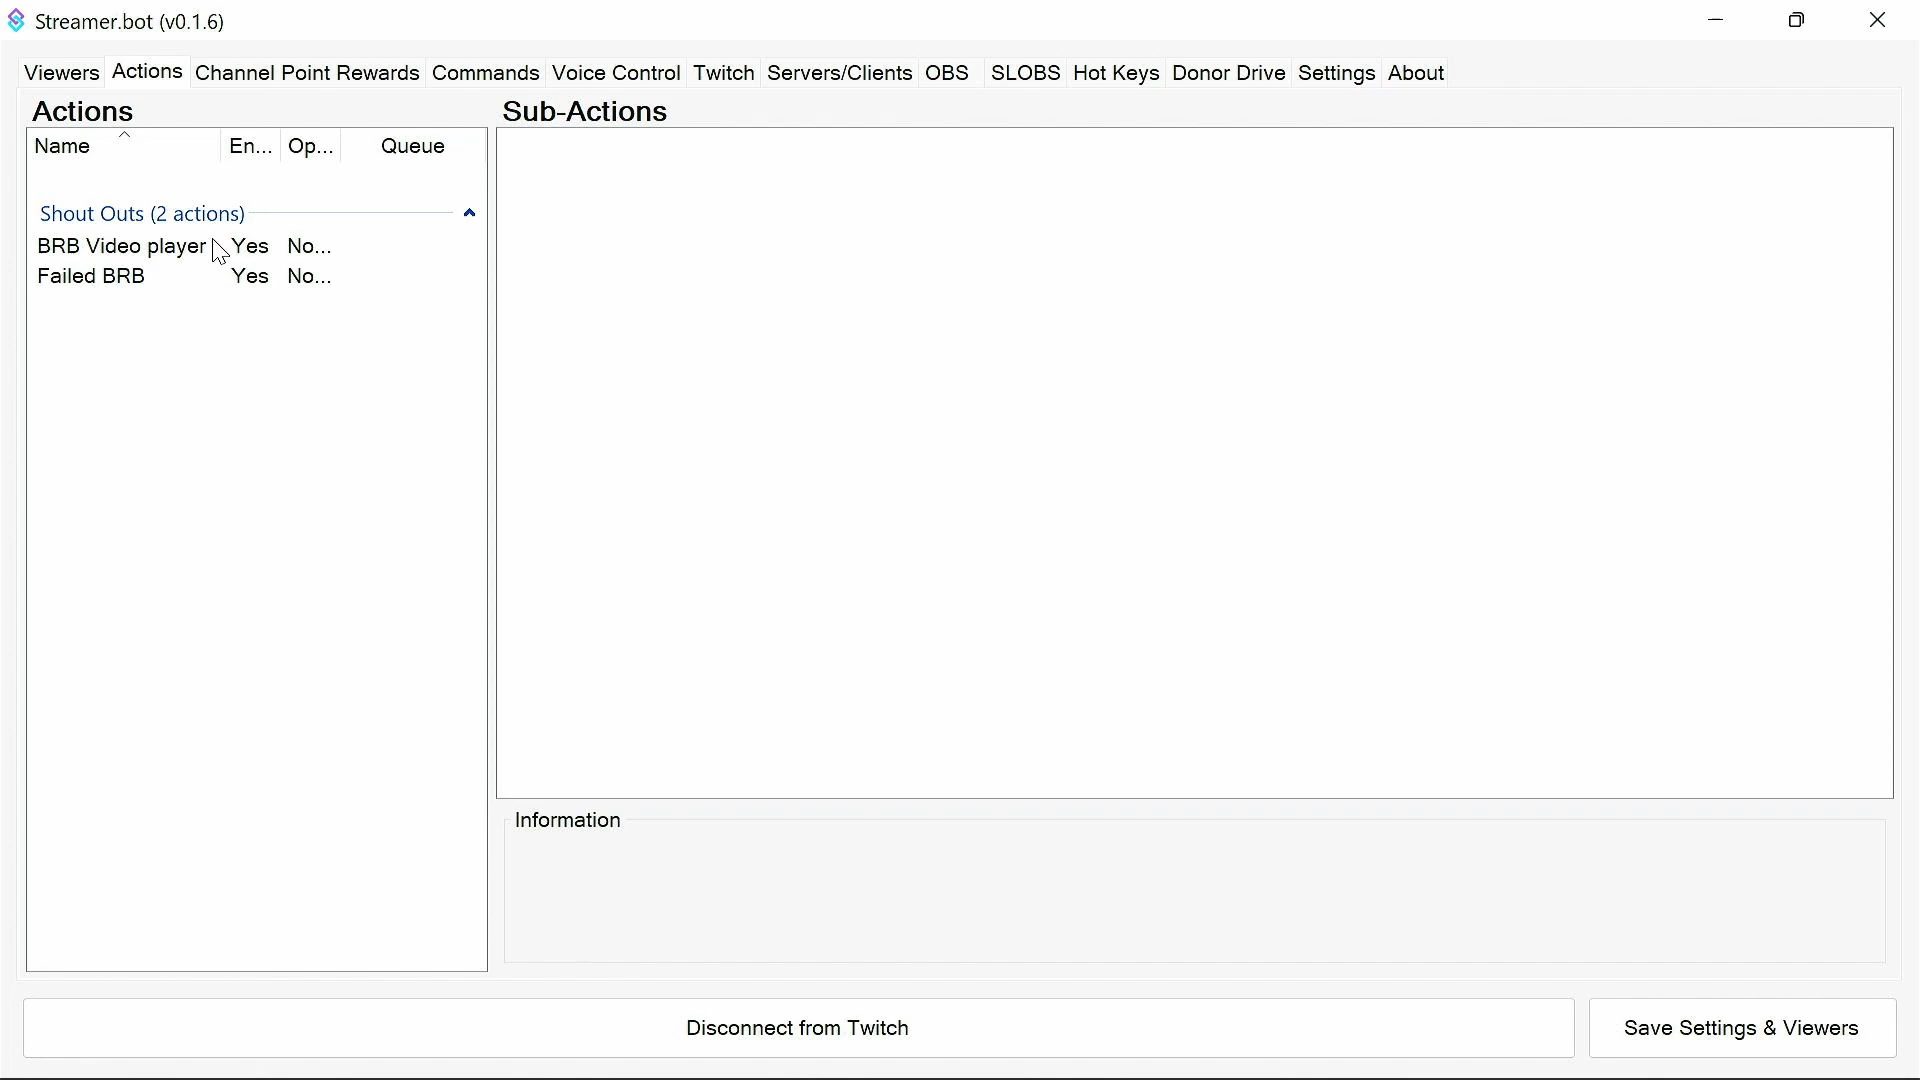 Streamer.bot (v0.1.6)
Viewers Actions Channel Point Rewards Commands Voice Control Twitch Servers/Clients OBS SLOBS Hot Keys Donor Drive Settings About
Actions
Sub-Actions
Name En... Op... Queue
Shout Outs (2 actions)
BRB Video player Yes No...
Failed BRB Yes No...
Information
Disconnect from Twitch
Save Settings & Viewers